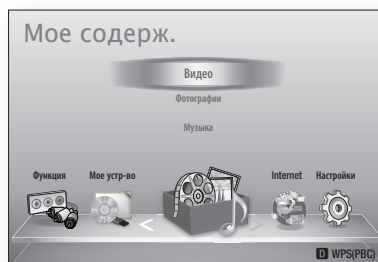 Мое содерж.
Видео
Фотографии
Музыка
Функция Мое устр-во Internet Настройки
D WPS(PBC)